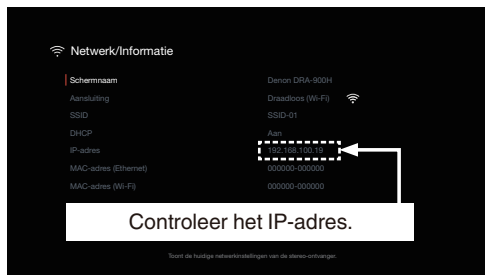 Netwerk/Informatie
Schermnaam Denon DRA-900H
Aansluiting Draadloos (Wi-Fi)
SSID SSID-01
DHCP Aan
IP-adres 192.168.100.19
MAC-adres (Ethernet) 000000-000000
MAC-adres (Wi-Fi) 000000-000000
Controleer het IP-adres.
Toont de huidige netwerkinstellingen van de stereo-ontvanger.